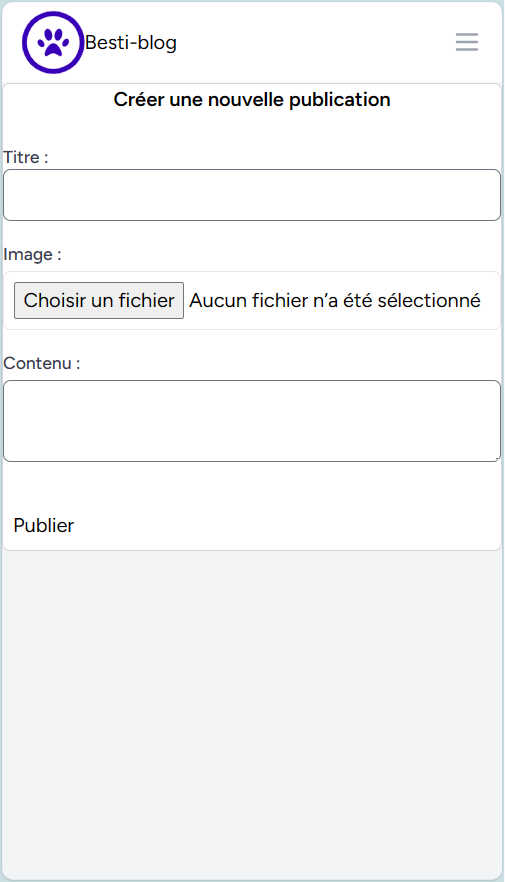 Besti-blog
Créer une nouvelle publication
Titre :
Image :
Choisir un fichier Aucun fichier n’a été sélectionné
Contenu :
Publier